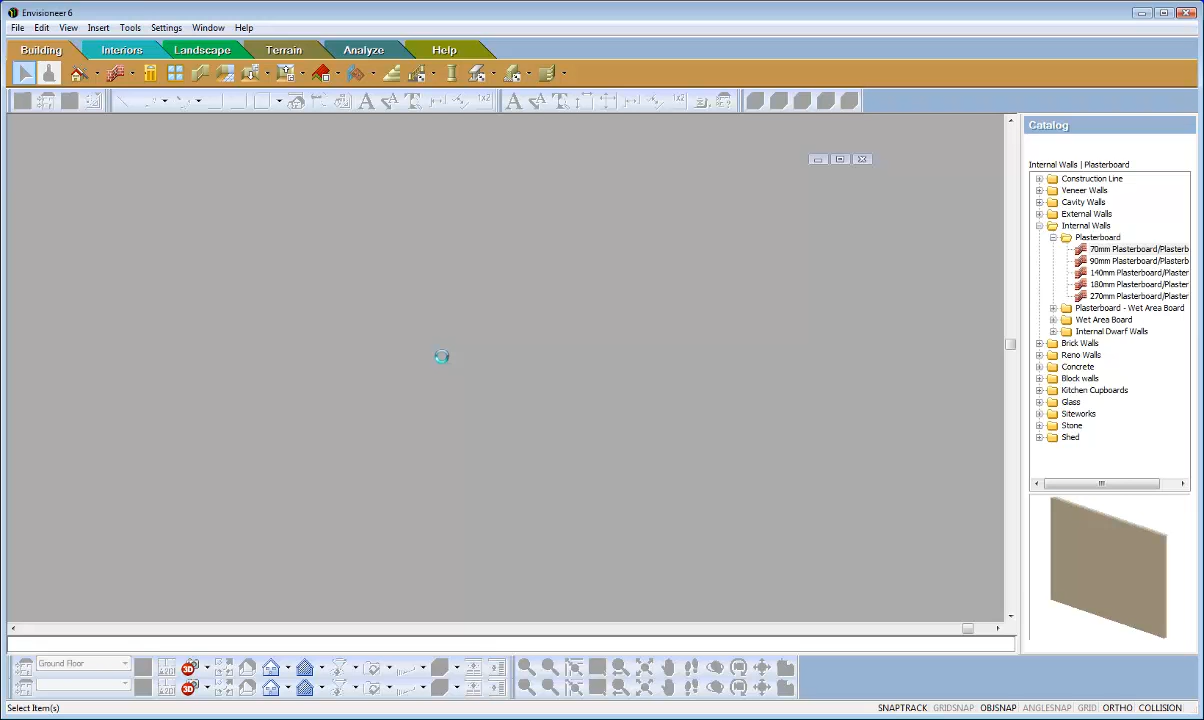 Envisioneer6
File Edit View Insert Tools Settings Window Help
Building Interiors Landscape Terrain Analyze Help
Catalog
Internal Walls | Plasterboard
Construction Line
Veneer Walls
Cavity Walls
External Walls
Internal Walls
Plasterboard
70mm Plasterboard/Plasterb
90mm Plasterboard/Plasterb
140mm Plasterboard/Plaster
180mm Plasterboard/Plaster
270mm Plasterboard/Plaster
Plasterboard - Wet Area Board
Wet Area Board
Internal Dwarf Walls
Brick Walls
Reno Walls
Concrete
Block walls
Kitchen Cupboards
Glass
Siteworks
Stone
Shed
Ground Floor
Select Item(s)
SNAPTRACK GRIDSNAP OBJSNAP ANGLESNAP GRID ORTHO COLLISION